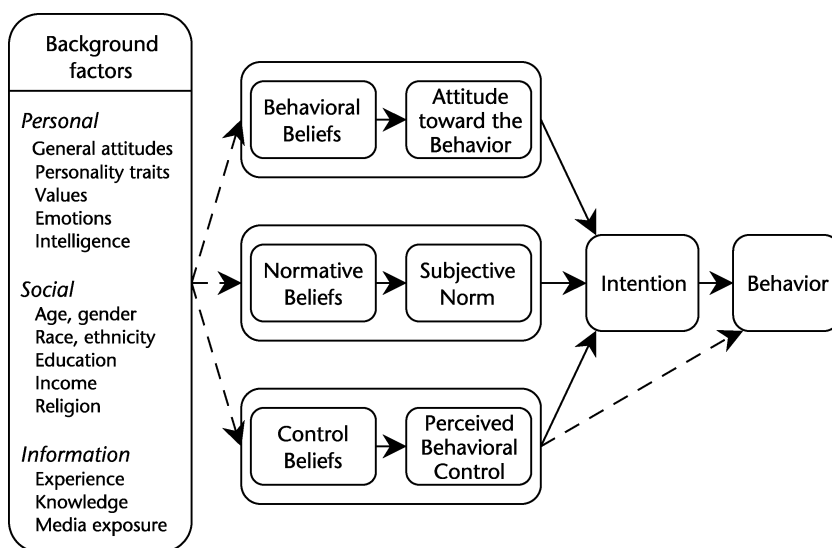 Background
factors
Personal
General attitudes
Personality traits
Values
Emotions
Intelligence
Social
Age, gender
Race, ethnicity
Education
Income
Religion
Information
Experience
Knowledge
Media exposure
Behavioral
Beliefs
Attitude
toward the
Behavior
Normative
Beliefs
Subjective
Norm
Control
Beliefs
Perceived
Behavioral
Control
Intention
Behavior